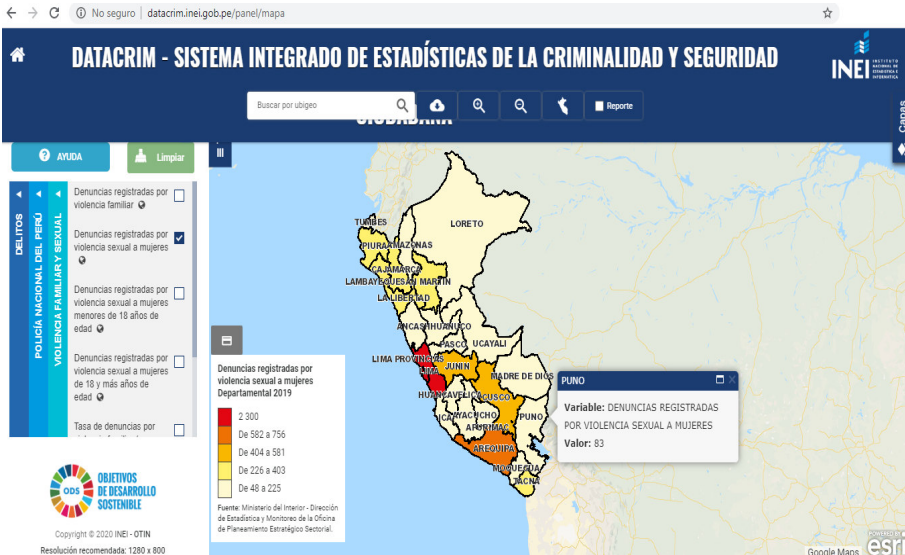 No seguro | datacrim.inei.gob.pe/panel/mapa
DATACRIM - SISTEMA INTEGRADO DE ESTADÍSTICAS DE LA CRIMINALIDAD Y SEGURIDAD
CIUDADANA
INEI
INSTITUTO
NACIONAL DE
ESTADÍSTICA E
INFORMÁTICA
Buscar por ubigeo
Reporte
Capas
? AYUDA
Limpiar
DELITOS
POLICÍA NACIONAL DEL PERÚ
VIOLENCIA FAMILIAR Y SEXUAL
Denuncias registradas por
violencia familiar
Denuncias registradas por
violencia sexual a mujeres
Denuncias registradas por
violencia sexual a mujeres
menores de 18 años de
edad
Denuncias registradas por
violencia sexual a mujeres
de 18 y más años de
edad
Tasa de denuncias por
ODS
OBJETIVOS
DE DESARROLLO
SOSTENIBLE
Copyright © 2020 INEI - OTIN
Resolución recomendada: 1280 x 800
TUMBES
LORETO
PIURA
AMAZONAS
CAJAMARCA
LAMBAYEQUE
SAN MARTIN
LA LIBERTAD
ANCASH
HUANUCO
PASCO
UCAYALI
LIMA PROVINCIAS
JUNIN
LIMA
MADRE DE DIOS
HUANCAVELICA
CUSCO
ICA
AYACUCHO
PUNO
APURIMAC
AREQUIPA
MOQUEGUA
TACNA
Denuncias registradas por
violencia sexual a mujeres
Departamental 2019
2 300
De 582 a 756
De 404 a 581
De 226 a 403
De 48 a 225
Fuente: Ministerio del Interior - Dirección
de Estadística y Monitoreo de la Oficina
de Planeamiento Estratégico Sectorial.
PUNO
Variable: DENUNCIAS REGISTRADAS
POR VIOLENCIA SEXUAL A MUJERES
Valor: 83
Google Maps
POWERED BY
esri